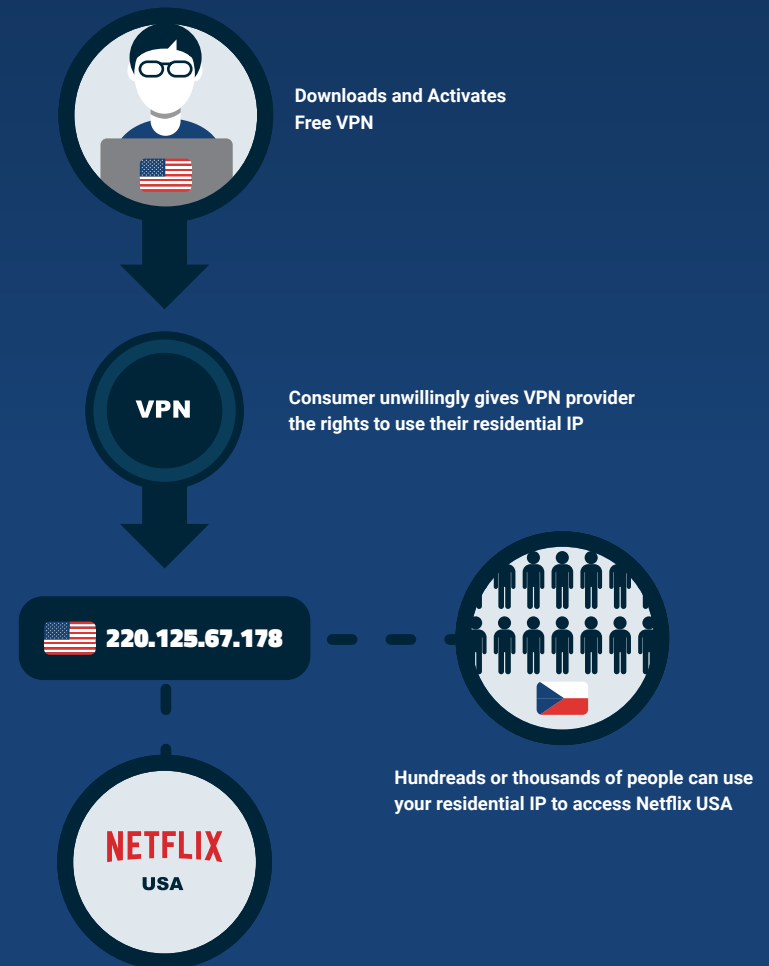 Downloads and Activates
Free VPN
VPN
Consumer unwillingly gives VPN provider
the rights to use their residential IP
220.125.67.178
Hundreads or thousands of people can use
your residential IP to access Netflix USA
NETFLIX
USA